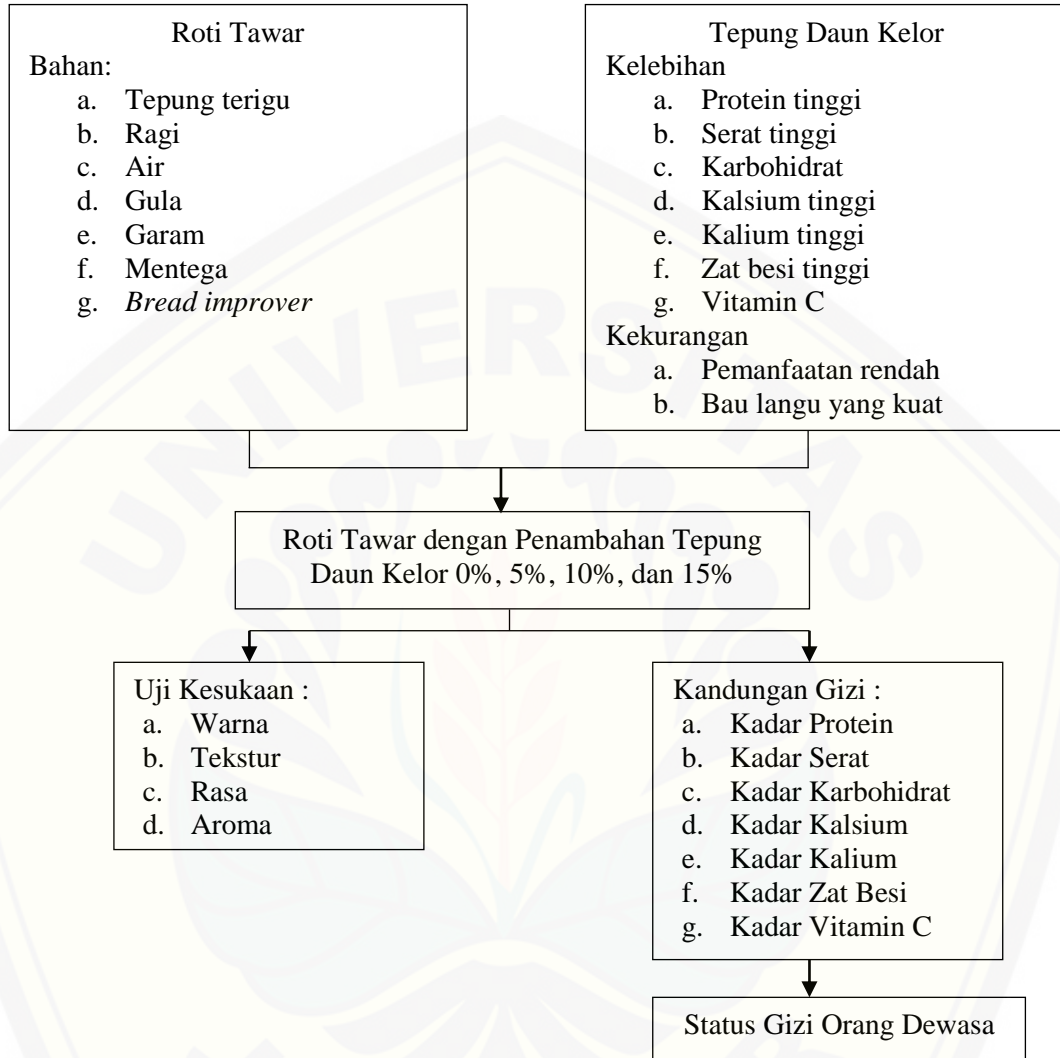 Roti Tawar
Bahan:
a. Tepung terigu
b. Ragi
c. Air
d. Gula
e. Garam
f. Mentega
g. Bread improver
Tepung Daun Kelor
Kelebihan
a. Protein tinggi
b. Serat tinggi
c. Karbohidrat
d. Kalsium tinggi
e. Kalium tinggi
f. Zat besi tinggi
g. Vitamin C
Kekurangan
a. Pemanfaatan rendah
b. Bau langu yang kuat
UNIVERSITAS
Roti Tawar dengan Penambahan Tepung
Daun Kelor 0%, 5%, 10%, dan 15%
Uji Kesukaan :
a. Warna
b. Tekstur
c. Rasa
d. Aroma
Kandungan Gizi :
a. Kadar Protein
b. Kadar Serat
c. Kadar Karbohidrat
d. Kadar Kalsium
e. Kadar Kalium
f. Kadar Zat Besi
g. Kadar Vitamin C
Status Gizi Orang Dewasa